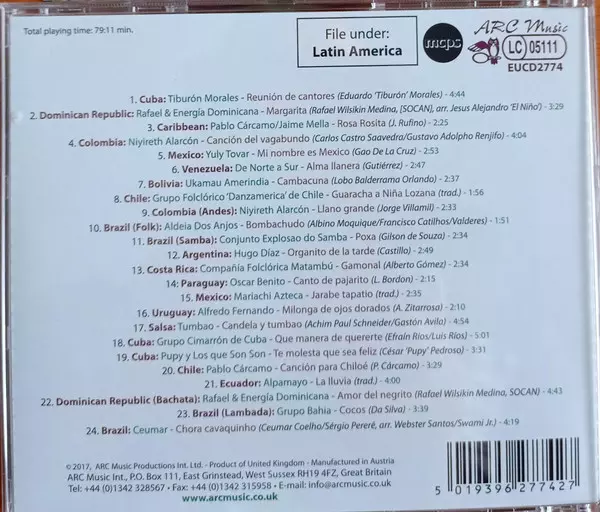 Total playing time: 79:11 min.
File under:
Latin America
mcps
ARC Music
LC 05111
EUCD2774
1. Cuba: Tiburón Morales - Reunión de cantores (Eduardo 'Tiburón' Morales) - 4:44
2. Dominican Republic: Rafael & Energía Dominicana - Margarita (Rafael Wilsikin Medina, [SOCAN], arr. Jesus Alejandro 'El Niño') - 3:29
3. Caribbean: Pablo Cárcamo/Jaime Mella - Rosa Rosita (J. Rufino) - 2:25
4. Colombia: Niyireth Alarcón - Canción del vagabundo (Carlos Castro Saavedra/Gustavo Adolpho Renjifo) - 4:04
5. Mexico: Yuly Tovar - Mi nombre es Mexico (Gao De La Cruz) - 2:53
6. Venezuela: De Norte a Sur - Alma llanera (Gutiérrez) - 2:47
7. Bolivia: Ukamau Amerindia - Cambacuna (Lobo Balderrama Orlando) - 2:37
8. Chile: Grupo Folclórico 'Danzamerica' de Chile - Guaracha a Niña Lozana (trad.) - 1:56
9. Colombia (Andes): Niyireth Alarcón - Llano grande (Jorge Villamil) - 2:33
10. Brazil (Folk): Aldeia Dos Anjos - Bombachudo (Albino Moquique/Francisco Catilhos/Valderes) - 1:51
11. Brazil (Samba): Conjunto Explosao do Samba - Poxa (Gilson de Souza) - 2:34
12. Argentina: Hugo Díaz - Organito de la tarde (Castillo) - 2:49
13. Costa Rica: Compañia Folclórica Matambú - Gamonal (Alberto Gómez) - 2:34
14: Paraguay: Oscar Benito - Canto de pajarito (L. Bordon) - 2:15
15. Mexico: Mariachi Azteca - Jarabe tapatio (trad.) - 2:35
16. Uruguay: Alfredo Fernando - Milonga de ojos dorados (A. Zitarrosa) - 2:10
17. Salsa: Tumbao - Candela y tumbao (Achim Paul Schneider/Gastón Avilo) - 4:54
18. Cuba: Grupo Cimarrón de Cuba - Que manera de quererte (Efraín Ríos/Luis Ríos) - 5:01
19. Cuba: Pupy y Los que Son Son - Te molesta que sea feliz (César 'Pupy' Pedroso) - 3:31
20. Chile: Pablo Cárcamo - Canción para Chiloé (P. Cárcamo) - 3:29
21. Ecuador: Alpamayo - La lluvia (trad.) - 4:00
22. Dominican Republic (Bachata): Rafael & Energía Dominicana - Amor del negrito (Rafael Wilsikin Medina, SOCAN) - 4:43
23. Brazil (Lambada): Grupo Bahia - Cocos (Da Silva) - 3:39
24. Brazil: Ceumar - Chora cavaquinho (Ceumar Coelho/Sérgio Pererê, arr. Webster Santos/Swami Jr.) - 4:19
© 2017, ARC Music Productions Int. Ltd. - Product of United Kingdom - Manufactured in Austria
ARC Music, P.O. Box 111, East Grinstead, West Sussex RH19 4FZ, Great Britain
Tel: +44 (0)1342 328567 • Fax: +44 (0)1342 315958 • E-mail: info@arcmusic.co.uk
www.arcmusic.co.uk
5 019396 277427